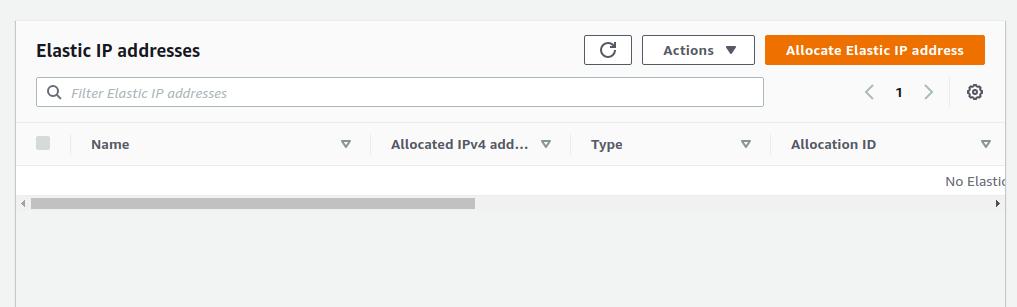 Elastic IP addresses
Actions
Allocate Elastic IP address
Filter Elastic IP addresses
1
Name
Allocated IPv4 add...
Type
Allocation ID
No Elastic